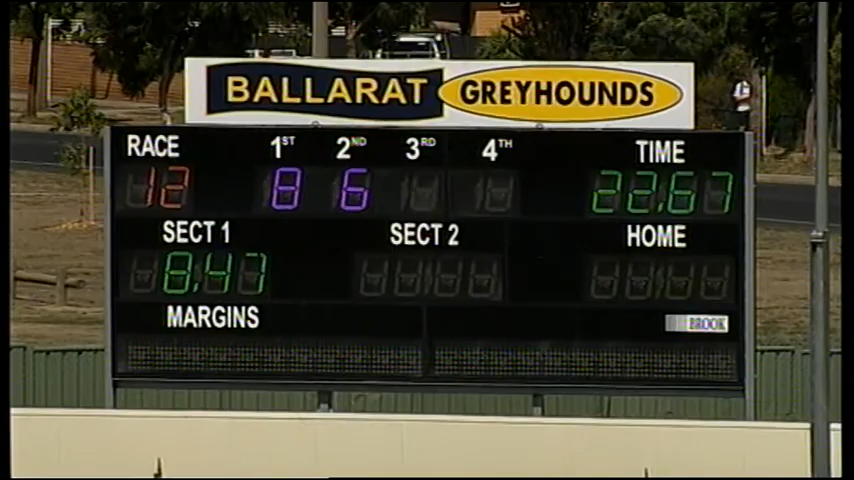 BALLARAT GREYHOUNDS
RACE 1ST 2ND 3RD 4TH TIME
12 8 6 22.67
SECT 1 SECT 2 HOME
8.47
MARGINS
BROOK